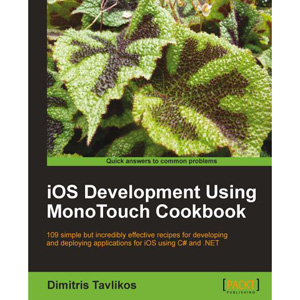 Quick answers to common problems
iOS Development Using
MonoTouch Cookbook
109 simple but incredibly effective recipes for developing
and deploying applications for iOS using C# and .NET
Dimitris Tavlikos
[PACKT]
PUBLISHING